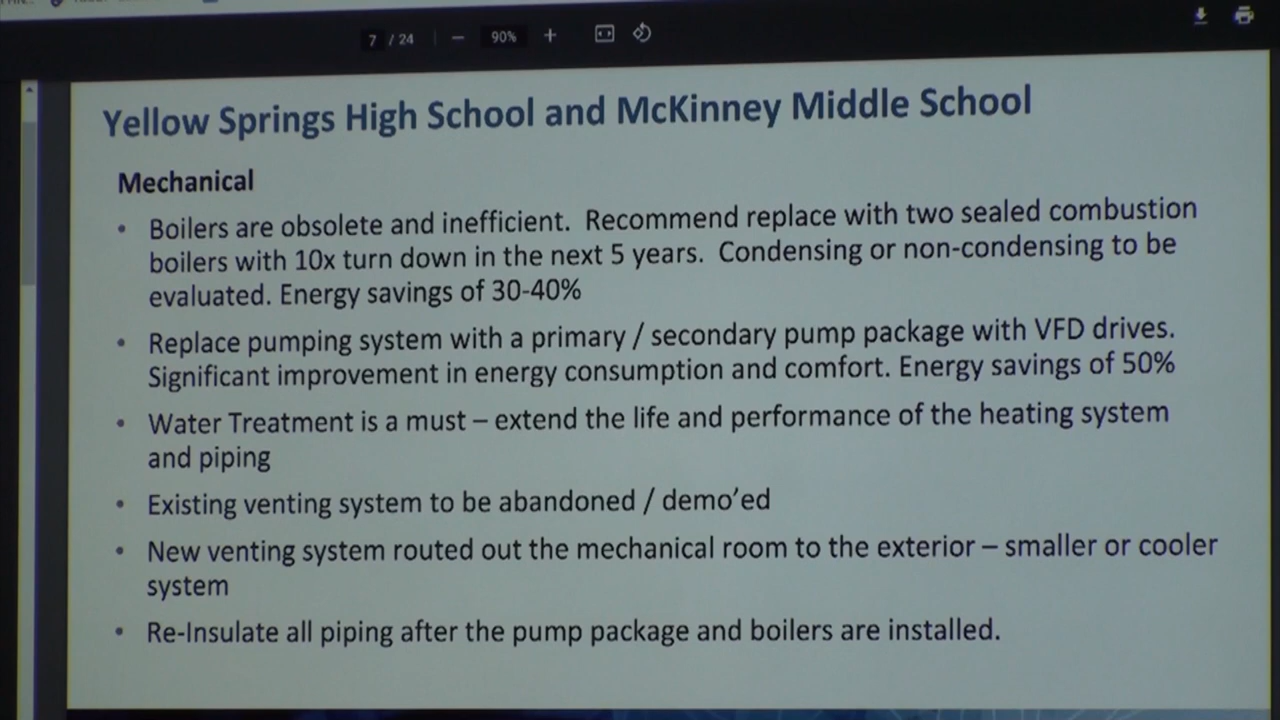 7 / 24
90%
Yellow Springs High School and McKinney Middle School
Mechanical
• Boilers are obsolete and inefficient. Recommend replace with two sealed combustion
boilers with 10x turn down in the next 5 years. Condensing or non-condensing to be
evaluated. Energy savings of 30-40%
• Replace pumping system with a primary / secondary pump package with VFD drives.
Significant improvement in energy consumption and comfort. Energy savings of 50%
• Water Treatment is a must – extend the life and performance of the heating system
and piping
• Existing venting system to be abandoned / demo’ed
• New venting system routed out the mechanical room to the exterior – smaller or cooler
system
• Re-Insulate all piping after the pump package and boilers are installed.